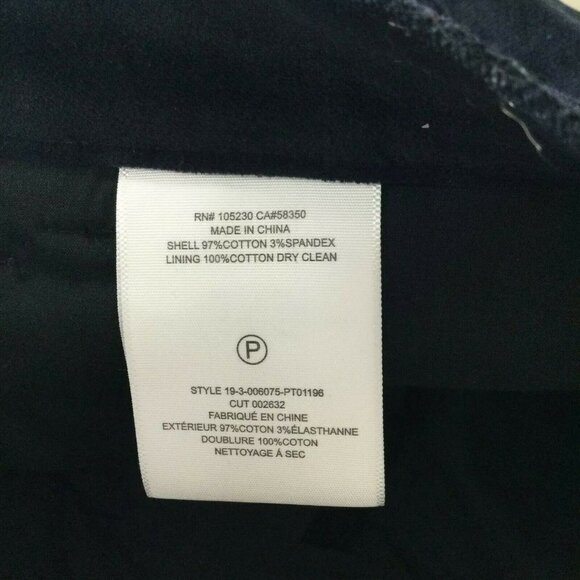 RN# 105230 CA#58350
MADE IN CHINA
SHELL 97%COTTON 3%SPANDEX
LINING 100%COTTON DRY CLEAN
P
STYLE 19-3-006075-PT01196
CUT 002632
FABRIQUÉ EN CHINE
EXTÉRIEUR 97%COTON 3%ÉLASTHANNE
DOUBLURE 100%COTON
NETTOYAGE À SEC